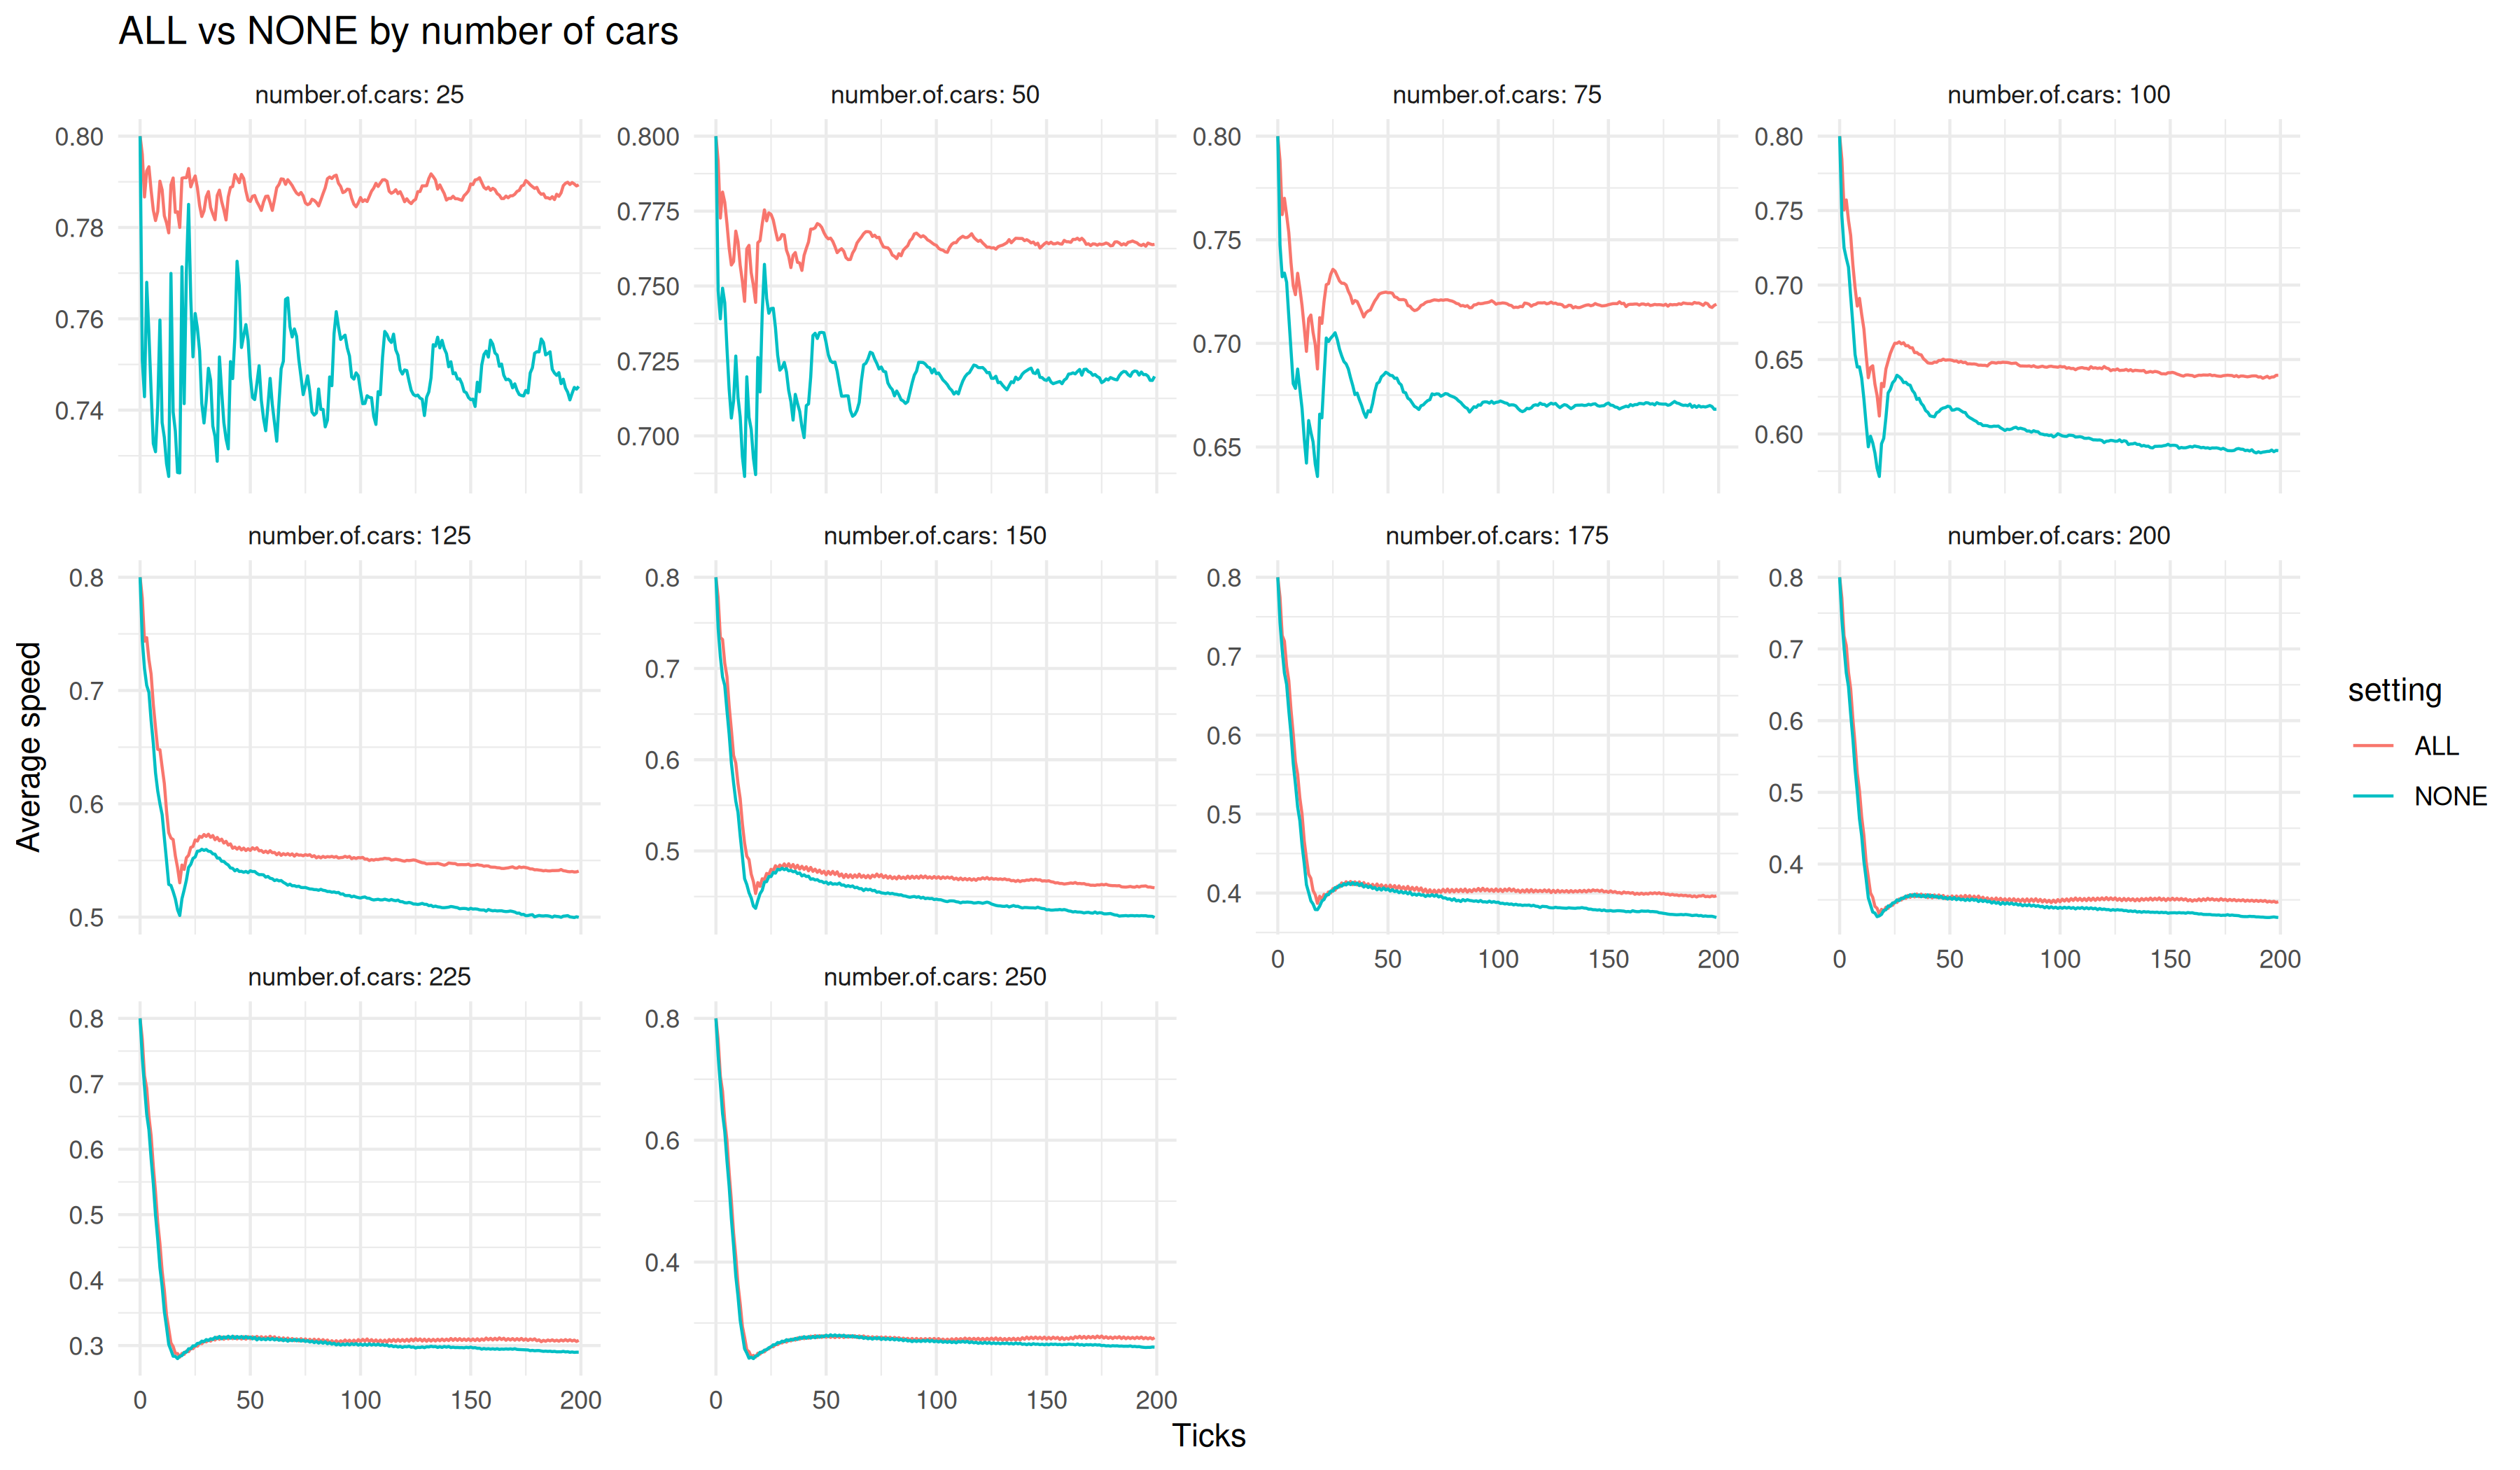 ALL vs NONE by number of cars
number.of.cars: 25
number.of.cars: 50
number.of.cars: 75
number.of.cars: 100
0.80
0.78
0.76
0.74
0.800
0.775
0.750
0.725
0.700
0.80
0.75
0.70
0.65
0.80
0.75
0.70
0.65
0.60
number.of.cars: 125
number.of.cars: 150
number.of.cars: 175
number.of.cars: 200
0.8
0.7
0.6
0.5
0.8
0.7
0.6
0.5
0.8
0.7
0.6
0.5
0.4
0 50 100 150 200
0.8
0.7
0.6
0.5
0.4
0 50 100 150 200
number.of.cars: 225
number.of.cars: 250
0.8
0.7
0.6
0.5
0.4
0.3
0 50 100 150 200
0.8
0.6
0.4
0 50 100 150 200
Average speed
Ticks
setting
ALL
NONE